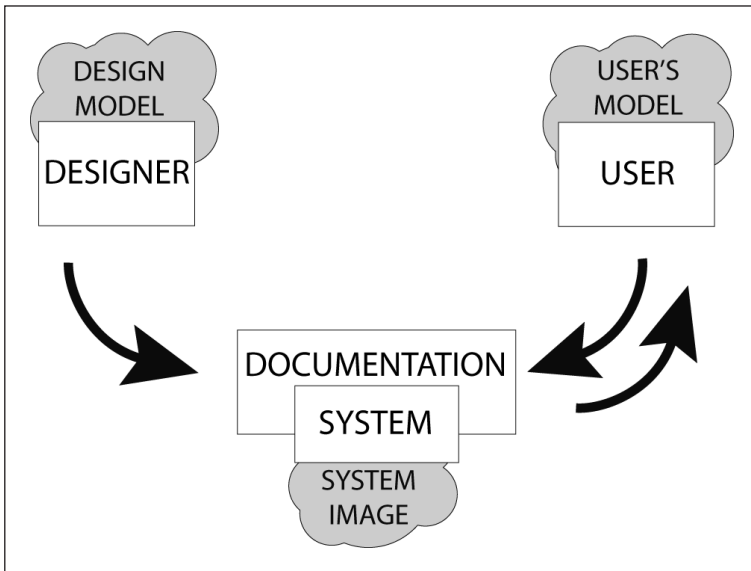 DESIGN
MODEL
DESIGNER
USER'S
MODEL
USER
DOCUMENTATION
SYSTEM
SYSTEM
IMAGE